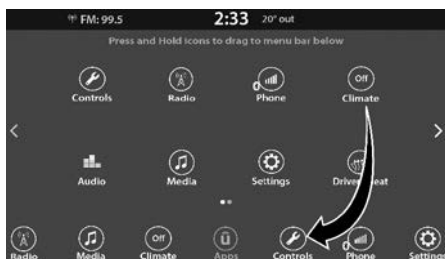 FM: 99.5 2:33 20° out
Press and Hold Icons to drag to menu bar below
Off
Controls Radio Phone Climate
Audio Media Settings Driver
Off ü
Radio Media Climate Apps Controls Phone Settings